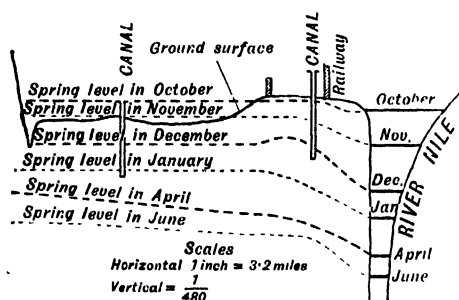 CANAL
CANAL
Railway
Ground surface
Spring level in October
October
Spring level in November
Nov.
Spring level in December
Dec.
Spring level in January
Jan
Spring level in April
April
Spring level in June
June
RIVER NILE
Scales
Horizontal 1 inch = 3·2 miles
Vertical = 1/480